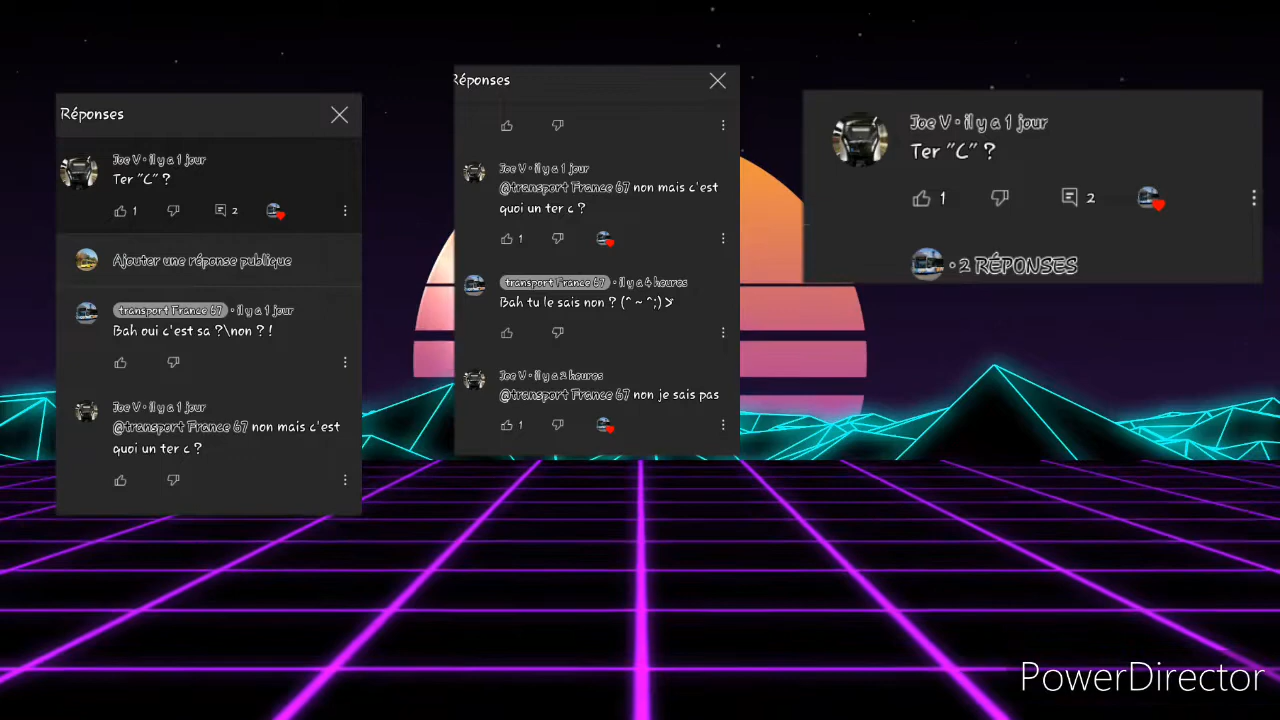 Réponses
Joe V • il y a 1 jour
Ter "C" ?
1
2
Ajouter une réponse publique
transport France 67 • il y a 1 jour
Bah oui c'est sa ?\non ? !
Joe V • il y a 1 jour
@transport France 67 non mais c'est
quoi un ter c ?
Réponses
Joe V • il y a 1 jour
@transport France 67 non mais c'est
quoi un ter c ?
1
transport France 67 • il y a 4 heures
Bah tu le sais non ? (^ ~ ^;)ゞ
Joe V • il y a 2 heures
@transport France 67 non je sais pas
1
Joe V • il y a 1 jour
Ter "C" ?
1
2
• 2 RÉPONSES
PowerDirector